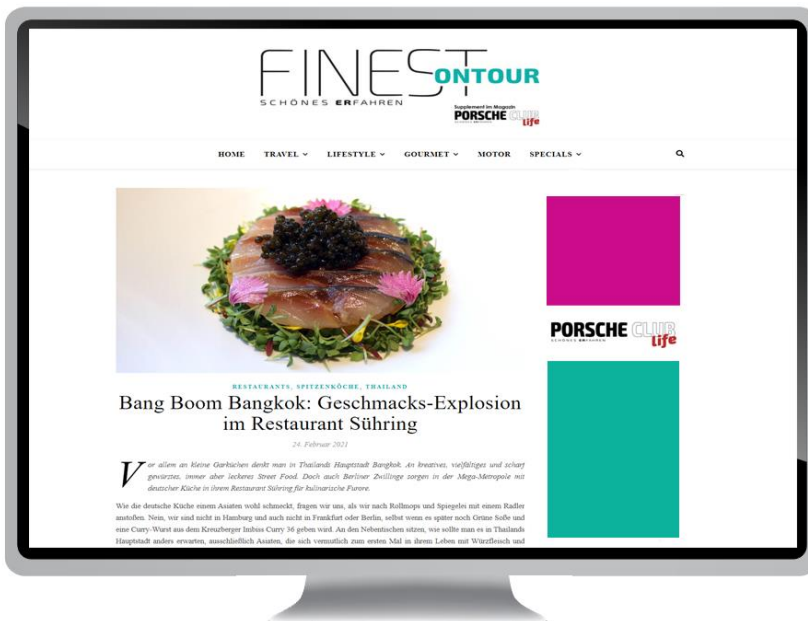 FINEST ONTOUR
SCHÖNES ERFAHREN
Supplement im Magazin
PORSCHE CLUB life
HOME TRAVEL LIFESTYLE GOURMET MOTOR SPECIALS
PORSCHE CLUB life
SCHÖNES ERFAHREN
RESTAURANTS, SPITZENKÖCHE, THAILAND
Bang Boom Bangkok: Geschmacks-Explosion
im Restaurant Sühring
24. Februar 2021
Vor allem an kleine Garküchen denkt man in Thailands Hauptstadt Bangkok. An kreatives, vielfältiges und scharf
gewürztes, immer aber leckeres Street Food. Doch auch Berliner Zwillinge sorgen in der Mega-Metropole mit
deutscher Küche in ihrem Restaurant Sühring für kulinarische Furore.
Wie die deutsche Küche einem Asiaten wohl schmeckt, fragen wir uns, als wir nach Rollmops und Spiegelei mit einem Radler
anstoßen. Nein, wir sind nicht in Hamburg und auch nicht in Frankfurt oder Berlin, selbst wenn es später noch Grüne Soße und
eine Curry-Wurst aus dem Kreuzberger Imbiss Curry 36 geben wird. An den Nebentischen sitzen, wie sollte man es in Thailands
Hauptstadt anders erwarten, ausschließlich Asiaten, die sich vermutlich zum ersten Mal in ihrem Leben mit Würzfleisch und